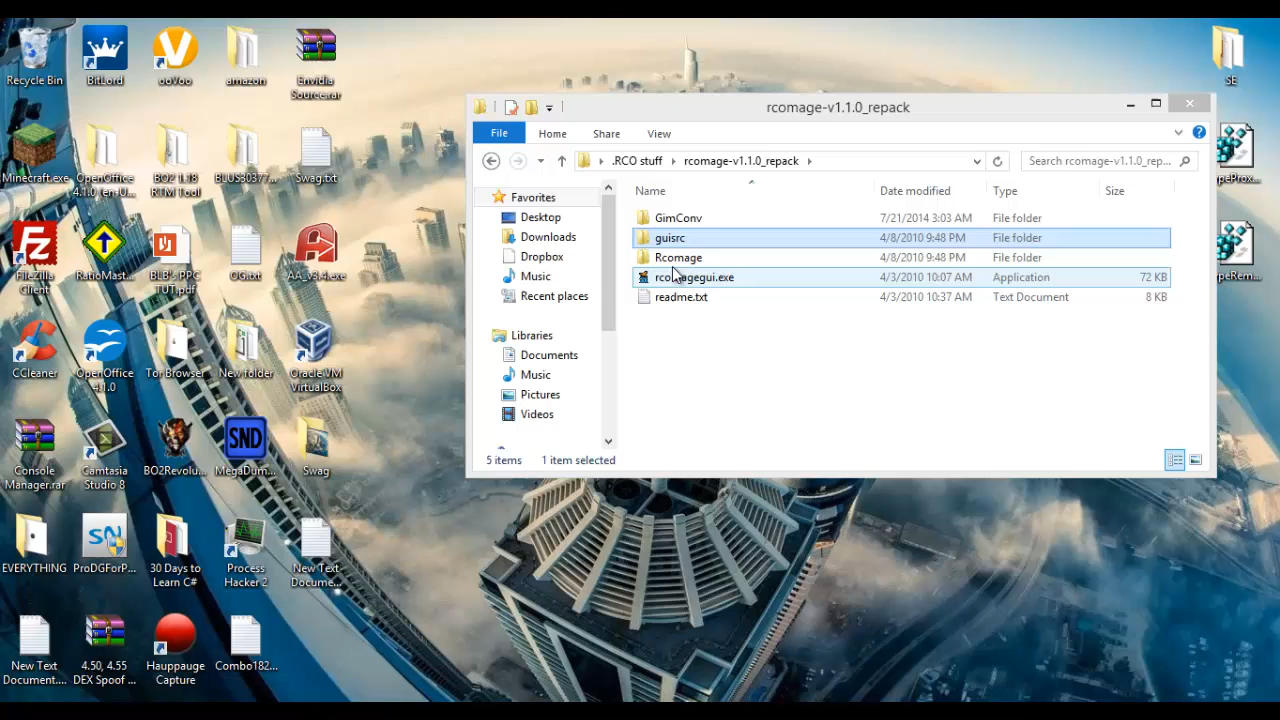 Recycle Bin
BitLord
ooVoo
amazon
Envidia
Source.rar
Minecraft.exe
OpenOffice
4.1.0 (en-U...
BO2 1.18
RTM Tool
BLUS30377...
Swag.txt
FileZilla
Client
RatioMast...
BLB's PPC
TUT.pdf
OG.txt
AA_v3.4.exe
CCleaner
OpenOffice
4.1.0
Tor Browser
New folder
Oracle VM
VirtualBox
Console
Manager.rar
Camtasia
Studio 8
BO2Revolu...
SND
MegaDum...
Swag
EVERYTHING
ProDGForP...
30 Days to
Learn C#
Process
Hacker 2
New Text
Docume...
New Text
Document....
4.50, 4.55
DEX Spoof ...
Hauppauge
Capture
Combo182...
SE
rcomage-v1.1.0_repack
File
Home
Share
View
.RCO stuff
rcomage-v1.1.0_repack
Search rcomage-v1.1.0_rep...
Name
Date modified
Type
Size
Favorites
Desktop
Downloads
Dropbox
Music
Recent places
Libraries
Documents
Music
Pictures
Videos
GimConv 7/21/2014 3:03 AM File folder
guisrc 4/8/2010 9:48 PM File folder
Rcomage 4/8/2010 9:48 PM File folder
rcomagegui.exe 4/3/2010 10:07 AM Application 72 KB
readme.txt 4/3/2010 10:37 AM Text Document 8 KB
5 items
1 item selected